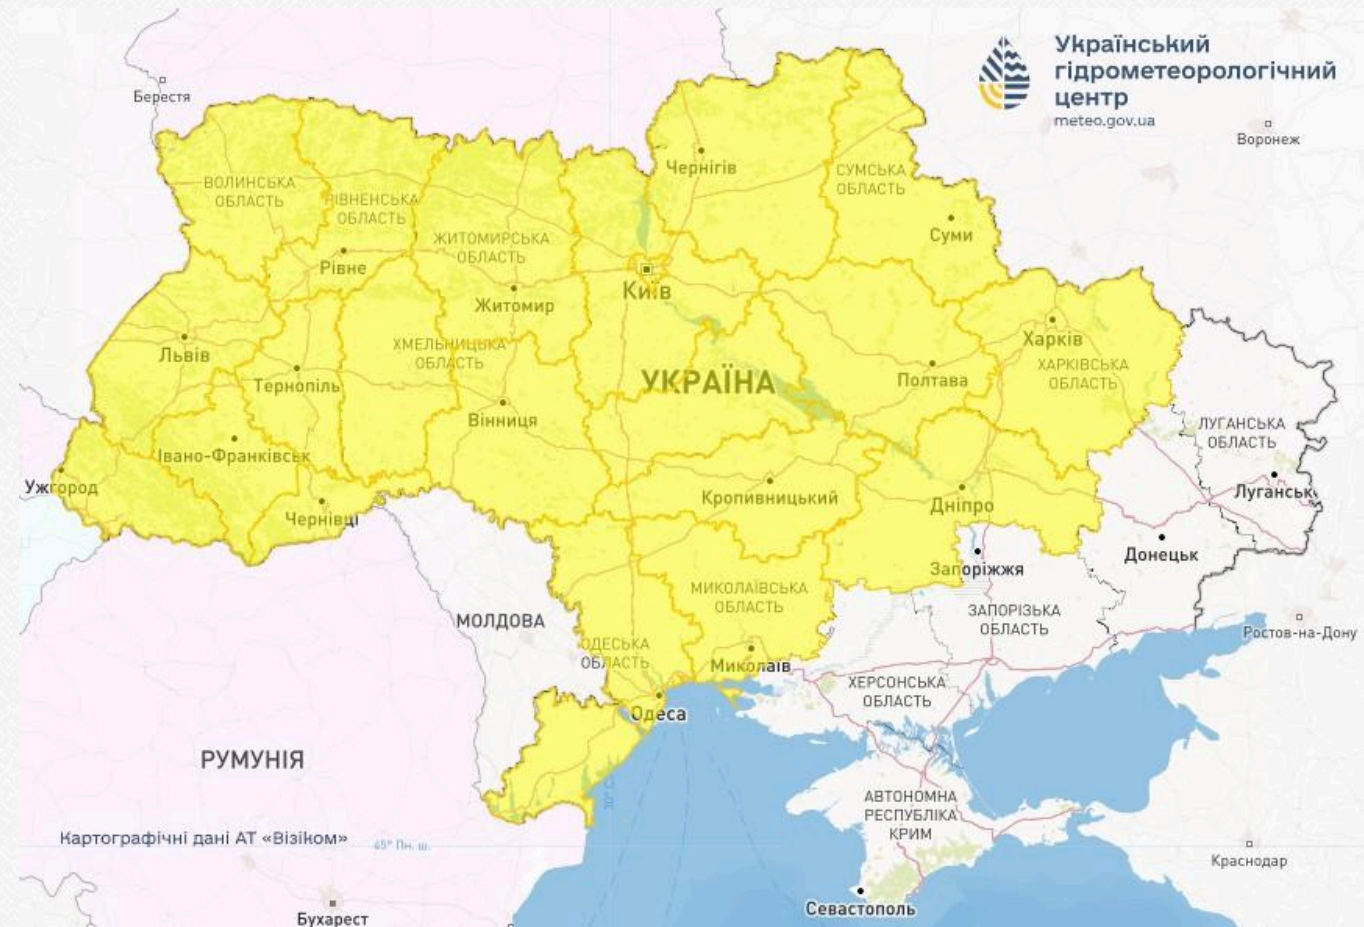 Український
гідрометеорологічний
центр
meteo.gov.ua
Берестя
Воронеж
Чернігів
СУМСЬКА
ОБЛАСТЬ
ВОЛИНСЬКА
ОБЛАСТЬ
РІВНЕНСЬКА
ОБЛАСТЬ
Суми
ЖИТОМИРСЬКА
ОБЛАСТЬ
Рівне
Київ
Житомир
Харків
ХМЕЛЬНИЦЬКА
ОБЛАСТЬ
Львів
ХАРКІВСЬКА
ОБЛАСТЬ
УКРАЇНА
Полтава
Тернопіль
Вінниця
ЛУГАНСЬКА
ОБЛАСТЬ
Івано-Франківськ
Ужгород
Луганськ
Кропивницький
Дніпро
Чернівці
Донецьк
Запоріжжя
МИКОЛАЇВСЬКА
ОБЛАСТЬ
ЗАПОРІЗЬКА
ОБЛАСТЬ
МОЛДОВА
Ростов-на-Дону
ОДЕСЬКА
ОБЛАСТЬ
Миколаїв
ХЕРСОНСЬКА
ОБЛАСТЬ
Одеса
РУМУНІЯ
АВТОНОМНА
РЕСПУБЛІКА
КРИМ
Картографічні дані АТ «Візіком»
45° Пн. ш.
Краснодар
Севастополь
Бухарест